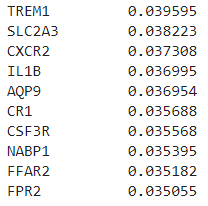 TREM1 0.039595
SLC2A3 0.038223
CXCR2 0.037308
IL1B 0.036995
AQP9 0.036954
CR1 0.035688
CSF3R 0.035568
NABP1 0.035395
FFAR2 0.035182
FPR2 0.035055